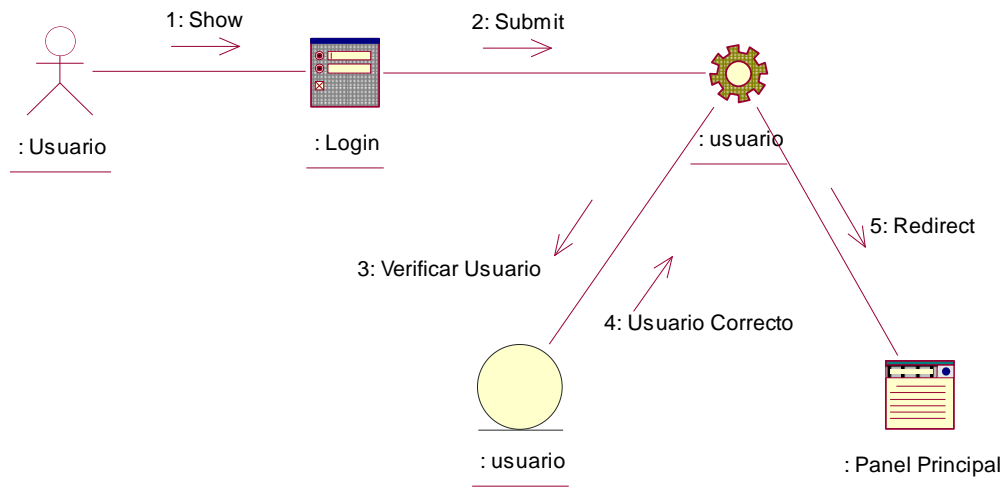 1: Show
2: Submit
: Usuario
: Login
: usuario
5: Redirect
3: Verificar Usuario
4: Usuario Correcto
: usuario
: Panel Principal